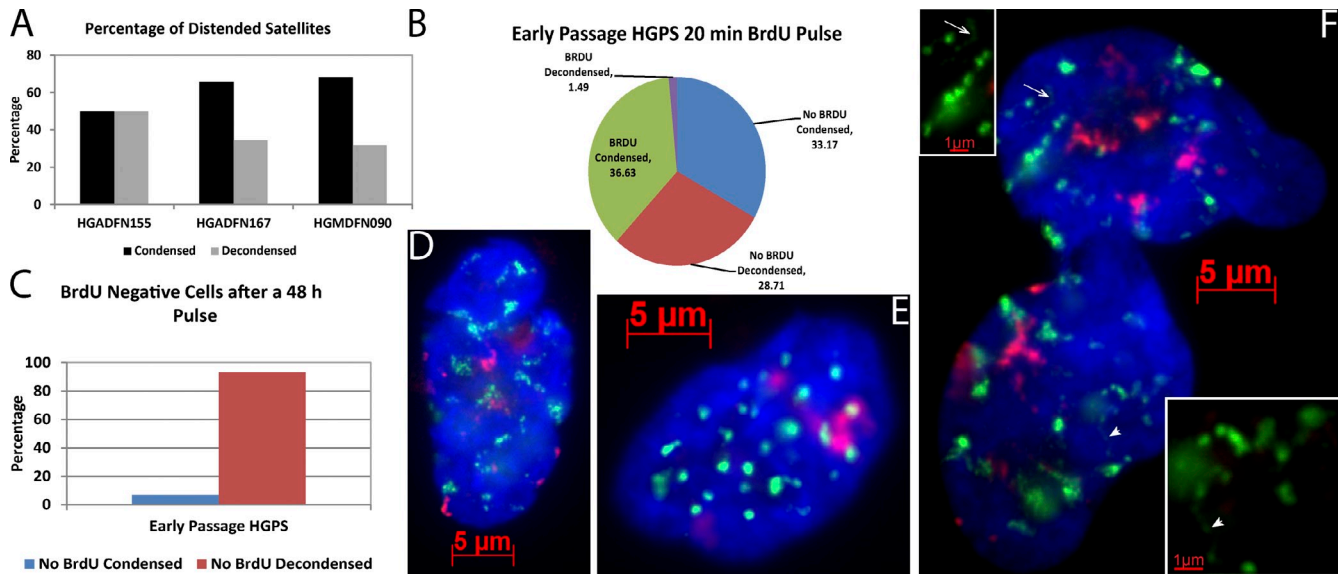 A
Percentage of Distended Satellites
80
60
40
20
0
Percentage
HGADFN155
HGADFN167
HGMDFN090
Condensed
Decondensed
B
Early Passage HGPS 20 min BrdU Pulse
BRDU
Decondensed,
1.49
No BRDU
Condensed,
33.17
BRDU
Condensed,
36.63
No BRDU
Decondensed,
28.71
C
BrdU Negative Cells after a 48 h
Pulse
100
80
60
40
20
0
Percentage
Early Passage HGPS
No BrdU Condensed
No BrdU Decondensed
D
5 µm
E
5 µm
F
1µm
5 µm
1µm